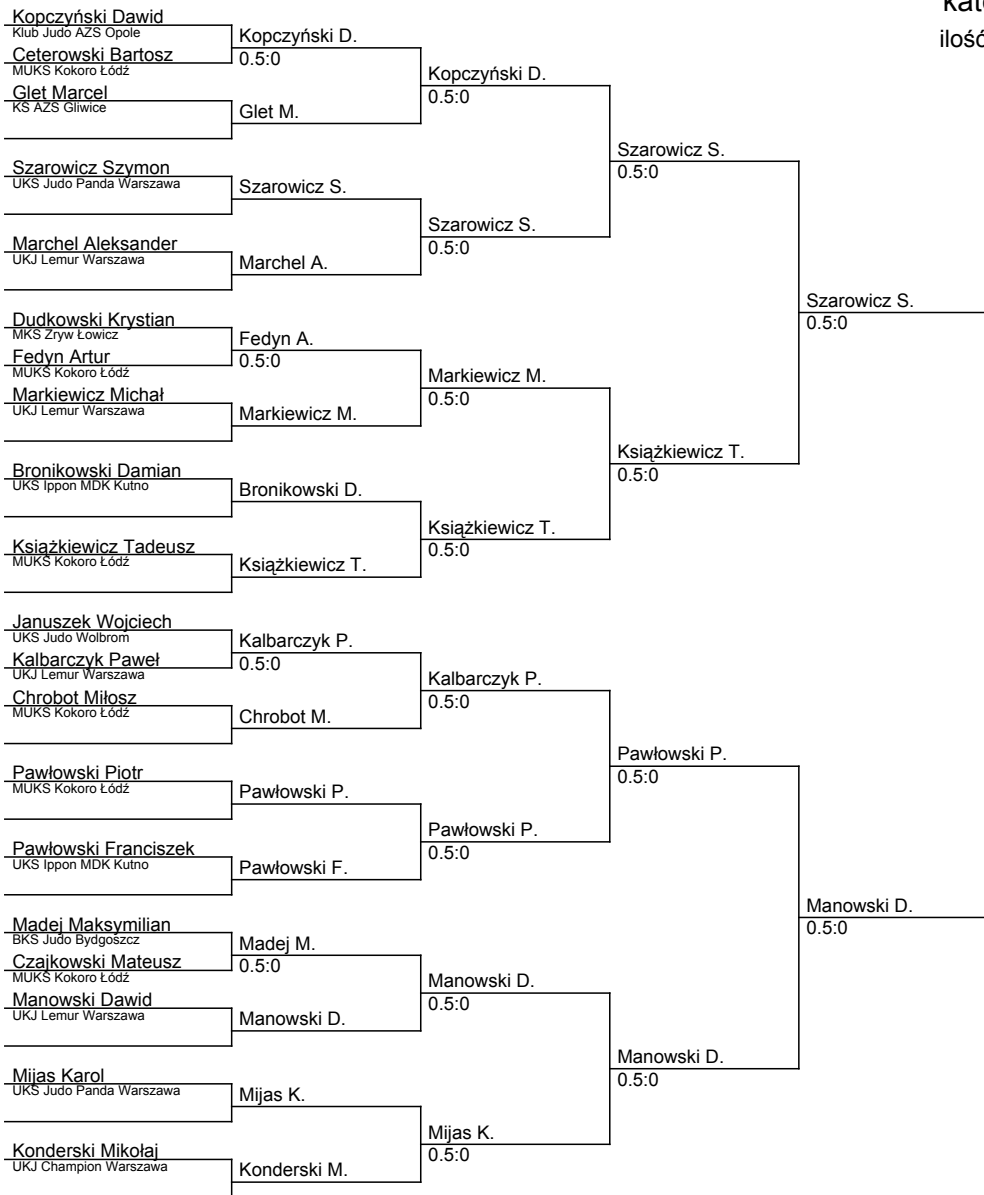 kate
ilość
Kopczyński Dawid
Klub Judo AZS Opole
Ceterowski Bartosz
MUKS Kokoro Łódź
Glet Marcel
KS AZS Gliwice
Szarowicz Szymon
UKS Judo Panda Warszawa
Marchel Aleksander
UKJ Lemur Warszawa
Dudkowski Krystian
MKS Zryw Łowicz
Fedyn Artur
MUKS Kokoro Łódź
Markiewicz Michał
UKJ Lemur Warszawa
Bronikowski Damian
UKS Ippon MDK Kutno
Książkiewicz Tadeusz
MUKS Kokoro Łódź
Januszek Wojciech
UKS Judo Wolbrom
Kalbarczyk Paweł
UKJ Lemur Warszawa
Chrobot Miłosz
MUKS Kokoro Łódź
Pawłowski Piotr
MUKS Kokoro Łódź
Pawłowski Franciszek
UKS Ippon MDK Kutno
Madej Maksymilian
BKS Judo Bydgoszcz
Czajkowski Mateusz
MUKS Kokoro Łódź
Manowski Dawid
UKJ Lemur Warszawa
Mijas Karol
UKS Judo Panda Warszawa
Konderski Mikołaj
UKJ Champion Warszawa
Kopczyński D.
0.5:0
Glet M.
Szarowicz S.
Marchel A.
Fedyn A.
0.5:0
Markiewicz M.
Bronikowski D.
Książkiewicz T.
Kalbarczyk P.
0.5:0
Chrobot M.
Pawłowski P.
Pawłowski F.
Madej M.
0.5:0
Manowski D.
Mijas K.
Konderski M.
Kopczyński D.
0.5:0
Szarowicz S.
0.5:0
Markiewicz M.
0.5:0
Książkiewicz T.
0.5:0
Kalbarczyk P.
0.5:0
Pawłowski P.
0.5:0
Manowski D.
0.5:0
Mijas K.
0.5:0
Szarowicz S.
0.5:0
Książkiewicz T.
0.5:0
Pawłowski P.
0.5:0
Manowski D.
0.5:0
Szarowicz S.
0.5:0
Manowski D.
0.5:0